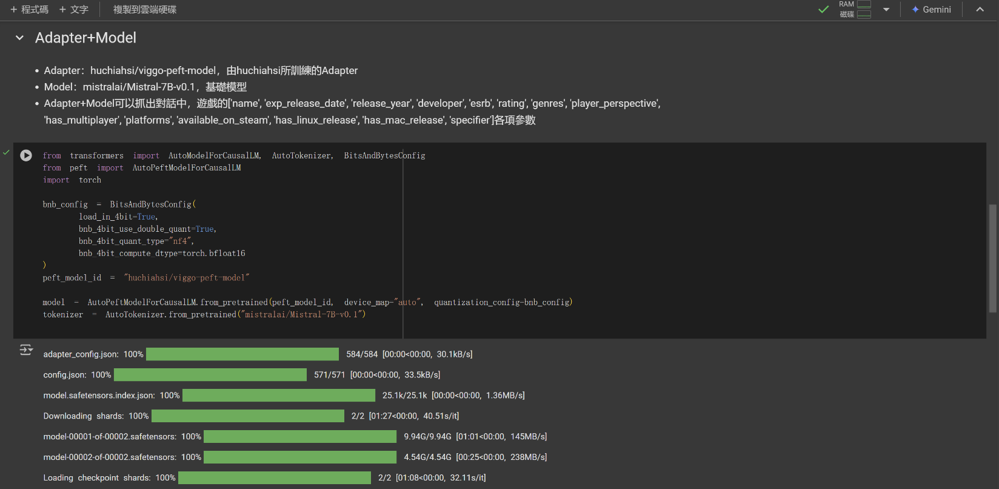 + 程式碼 + 文字 複製到雲端硬碟 RAM 磁碟 Gemini
Adapter+Model
• Adapter：huchiahsi/viggo-peft-model，由huchiahsi所訓練的Adapter
• Model：mistralai/Mistral-7B-v0.1，基礎模型
• Adapter+Model可以抓出對話中，遊戲的['name', 'exp_release_date', 'release_year', 'developer', 'esrb', 'rating', 'genres', 'player_perspective',
'has_multiplayer', 'platforms', 'available_on_steam', 'has_linux_release', 'has_mac_release', 'specifier']各項參數
from transformers import AutoModelForCausalLM, AutoTokenizer, BitsAndBytesConfig
from peft import AutoPeftModelForCausalLM
import torch
bnb_config = BitsAndBytesConfig(
load_in_4bit=True,
bnb_4bit_use_double_quant=True,
bnb_4bit_quant_type="nf4",
bnb_4bit_compute_dtype=torch.bfloat16
)
peft_model_id = "huchiahsi/viggo-peft-model"
model = AutoPeftModelForCausalLM.from_pretrained(peft_model_id, device_map="auto", quantization_config=bnb_config)
tokenizer = AutoTokenizer.from_pretrained("mistralai/Mistral-7B-v0.1")
adapter_config.json: 100% 584/584 [00:00<00:00, 30.1kB/s]
config.json: 100% 571/571 [00:00<00:00, 33.5kB/s]
model.safetensors.index.json: 100% 25.1k/25.1k [00:00<00:00, 1.36MB/s]
Downloading shards: 100% 2/2 [01:27<00:00, 40.51s/it]
model-00001-of-00002.safetensors: 100% 9.94G/9.94G [01:01<00:00, 145MB/s]
model-00002-of-00002.safetensors: 100% 4.54G/4.54G [00:25<00:00, 238MB/s]
Loading checkpoint shards: 100% 2/2 [01:08<00:00, 32.11s/it]